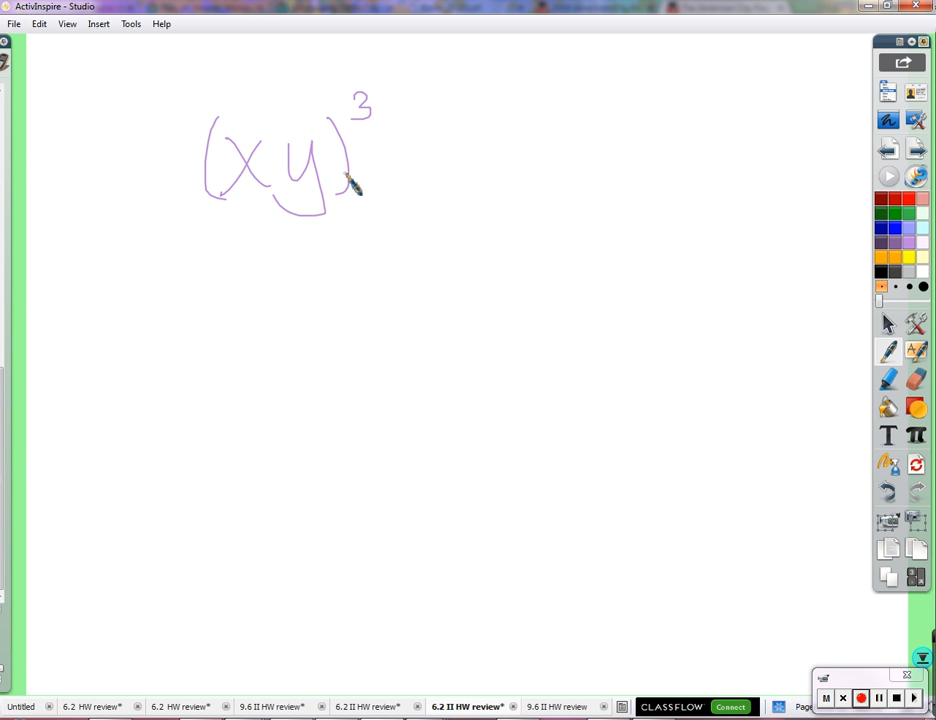 ActivInspire - Studio
File Edit View Insert Tools Help
(xy)³
Untitled 6.2 HW review* 6.2 HW review* 9.6 II HW review* 6.2 II HW review* 6.2 II HW review* 9.6 II HW review CLASSFLOW Connect Page
M